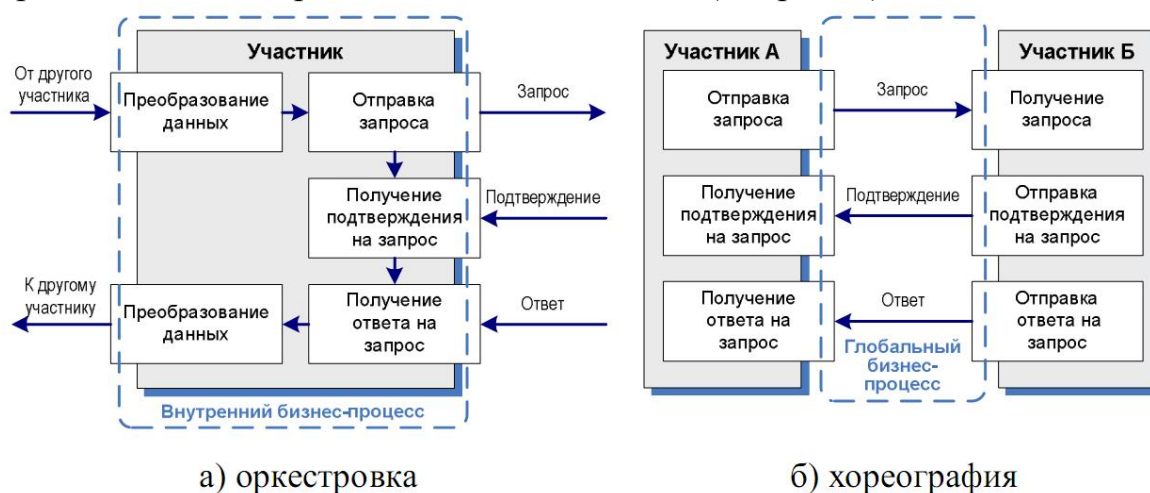 Участник
От другого
участника
Преобразование
данных
Отправка
запроса
Запрос
Получение
подтверждения
на запрос
Подтверждение
К другому
участнику
Преобразование
данных
Получение
ответа на
запрос
Ответ
Внутренний бизнес-процесс
а) оркестровка
Участник А
Участник Б
Отправка
запроса
Запрос
Получение
запроса
Получение
подтверждения
на запрос
Подтверждение
Отправка
подтверждения
на запрос
Получение
ответа на
запрос
Ответ
Отправка
ответа на
запрос
Глобальный
бизнес-
процесс
б) хореография